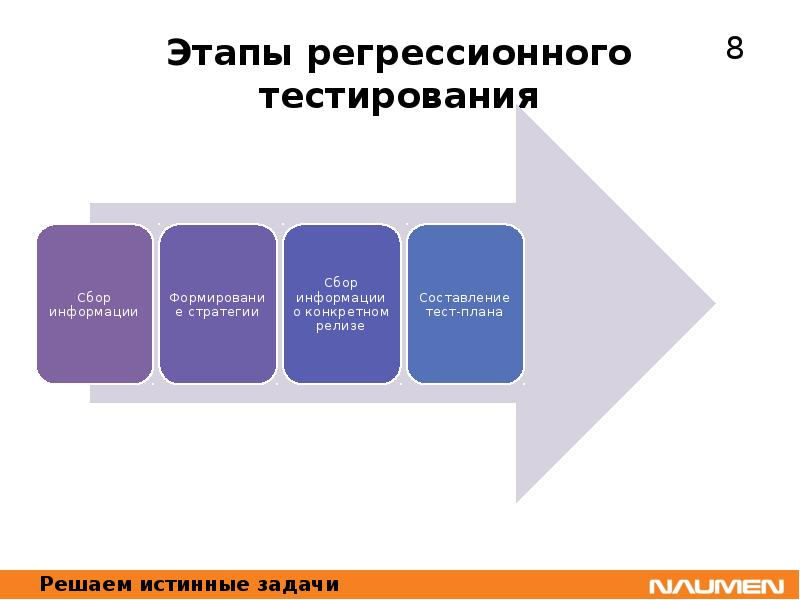 Этапы регрессионного
тестирования
8
Сбор
информации
Формировани
е стратегии
Сбор
информации
о конкретном
релизе
Составление
тест-плана
Решаем истинные задачи
NAUMEN